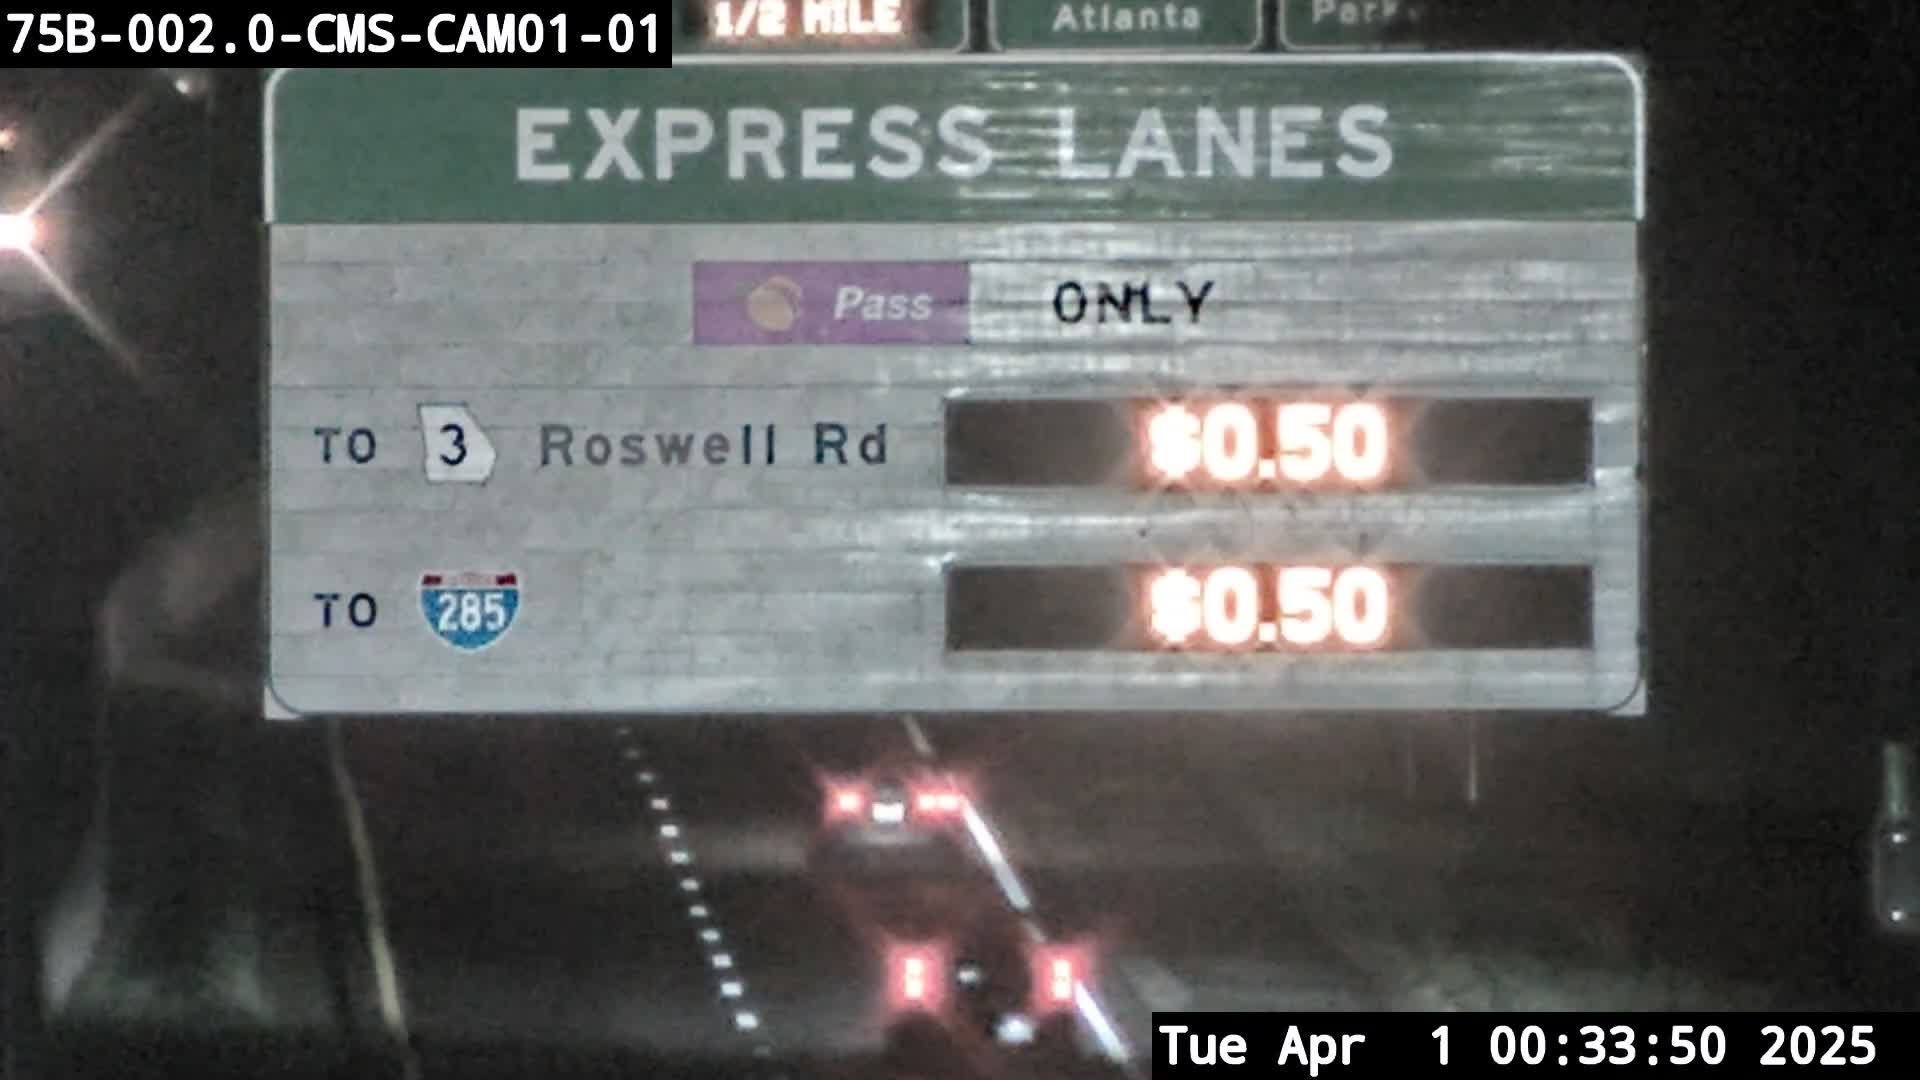 75B-002.0-CMS-CAM01-01
1/2 MILE
Atlanta
Park
EXPRESS LANES
Pass ONLY
TO 3 Roswell Rd $0.50
TO 285 $0.50
Tue Apr 1 00:33:50 2025